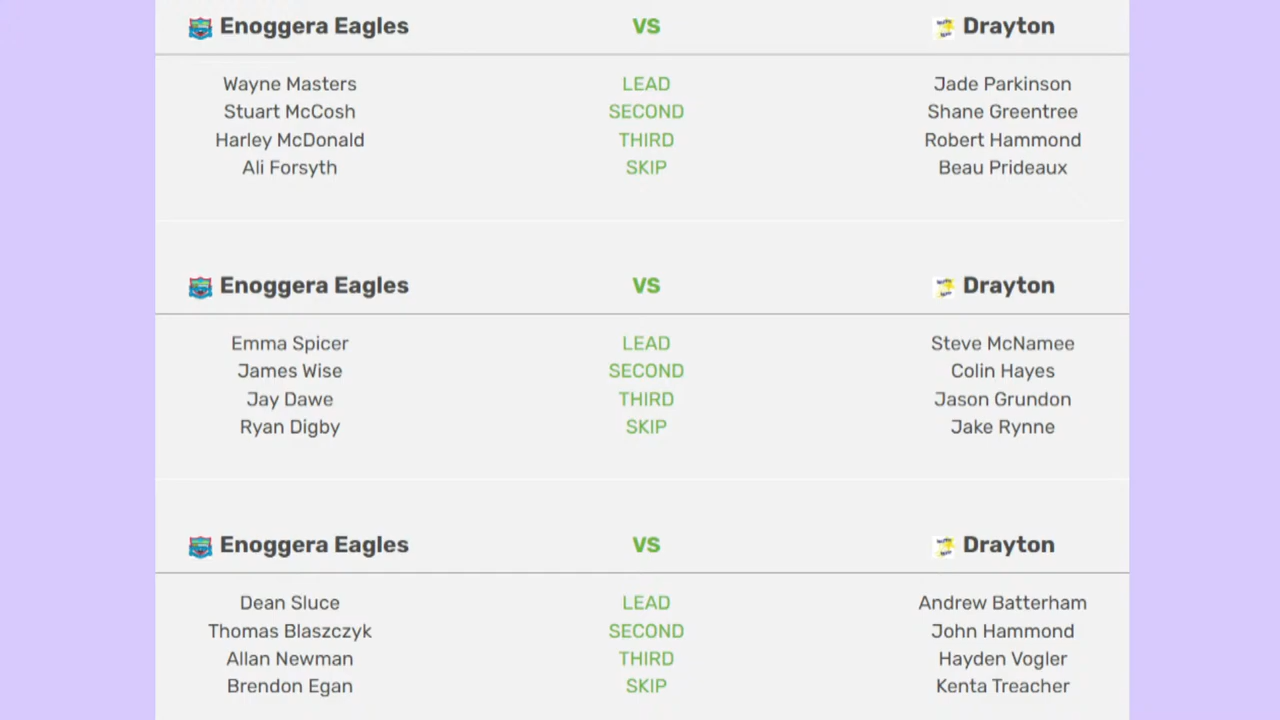 Enoggera Eagles VS Drayton
Wayne Masters LEAD Jade Parkinson
Stuart McCosh SECOND Shane Greentree
Harley McDonald THIRD Robert Hammond
Ali Forsyth SKIP Beau Prideaux
Enoggera Eagles VS Drayton
Emma Spicer LEAD Steve McNamee
James Wise SECOND Colin Hayes
Jay Dawe THIRD Jason Grundon
Ryan Digby SKIP Jake Rynne
Enoggera Eagles VS Drayton
Dean Sluce LEAD Andrew Batterham
Thomas Blaszczyk SECOND John Hammond
Allan Newman THIRD Hayden Vogler
Brendon Egan SKIP Kenta Treacher